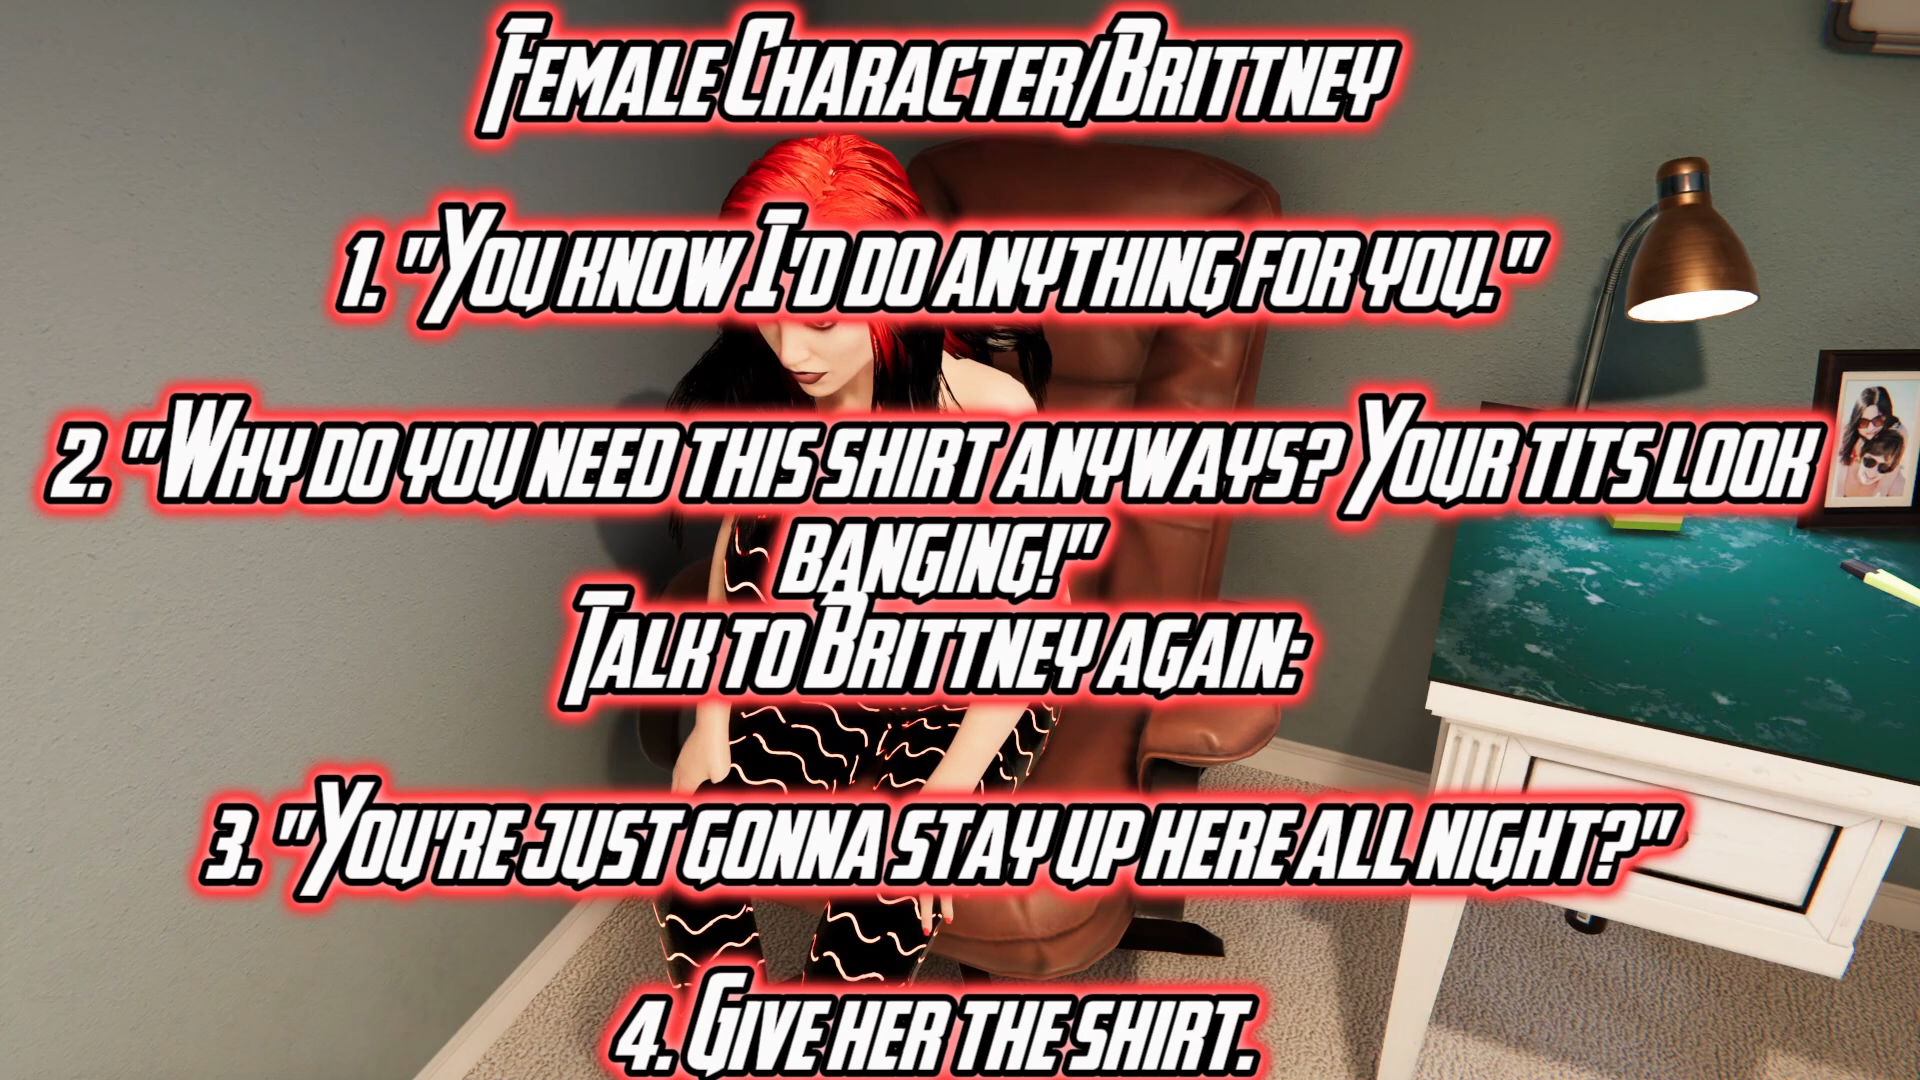 Female Character/Brittney
1. "You know I'd do anything for you."
2. "Why do you need this shirt anyways? Your tits look
banging!"
Talk to Brittney again:
3. "You're just gonna stay up here all night?"
4. Give her the shirt.